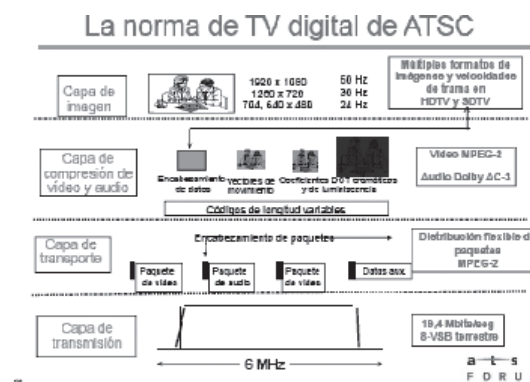 La norma de TV digital de ATSC
Capa de
imagen
1920 x 1080 60 Hz
1280 x 720 30 Hz
704, 640 x 480 24 Hz
Múltiples formatos de
imágenes y velocidades
de trama en
HDTV y SDTV
Capa de
compresión de
vídeo y audio
Encabezamiento
de datos
Vectores de
movimiento
Coeficientes DCT cromáticos
y de luminiscencia
Video MPEG-2
Audio Dolby AC-3
Códigos de longitud variables
Capa de
transporte
Encabezamiento de paquetes
Paquete
de video
Paquete
de audio
Paquete
de video
Datos aux.
Distribución flexible de
paquetes
MPEG-2
Capa de
transmisión
6 MHz
19,4 Mbits/seg
8-VSB terrestre
a t s
F O R U